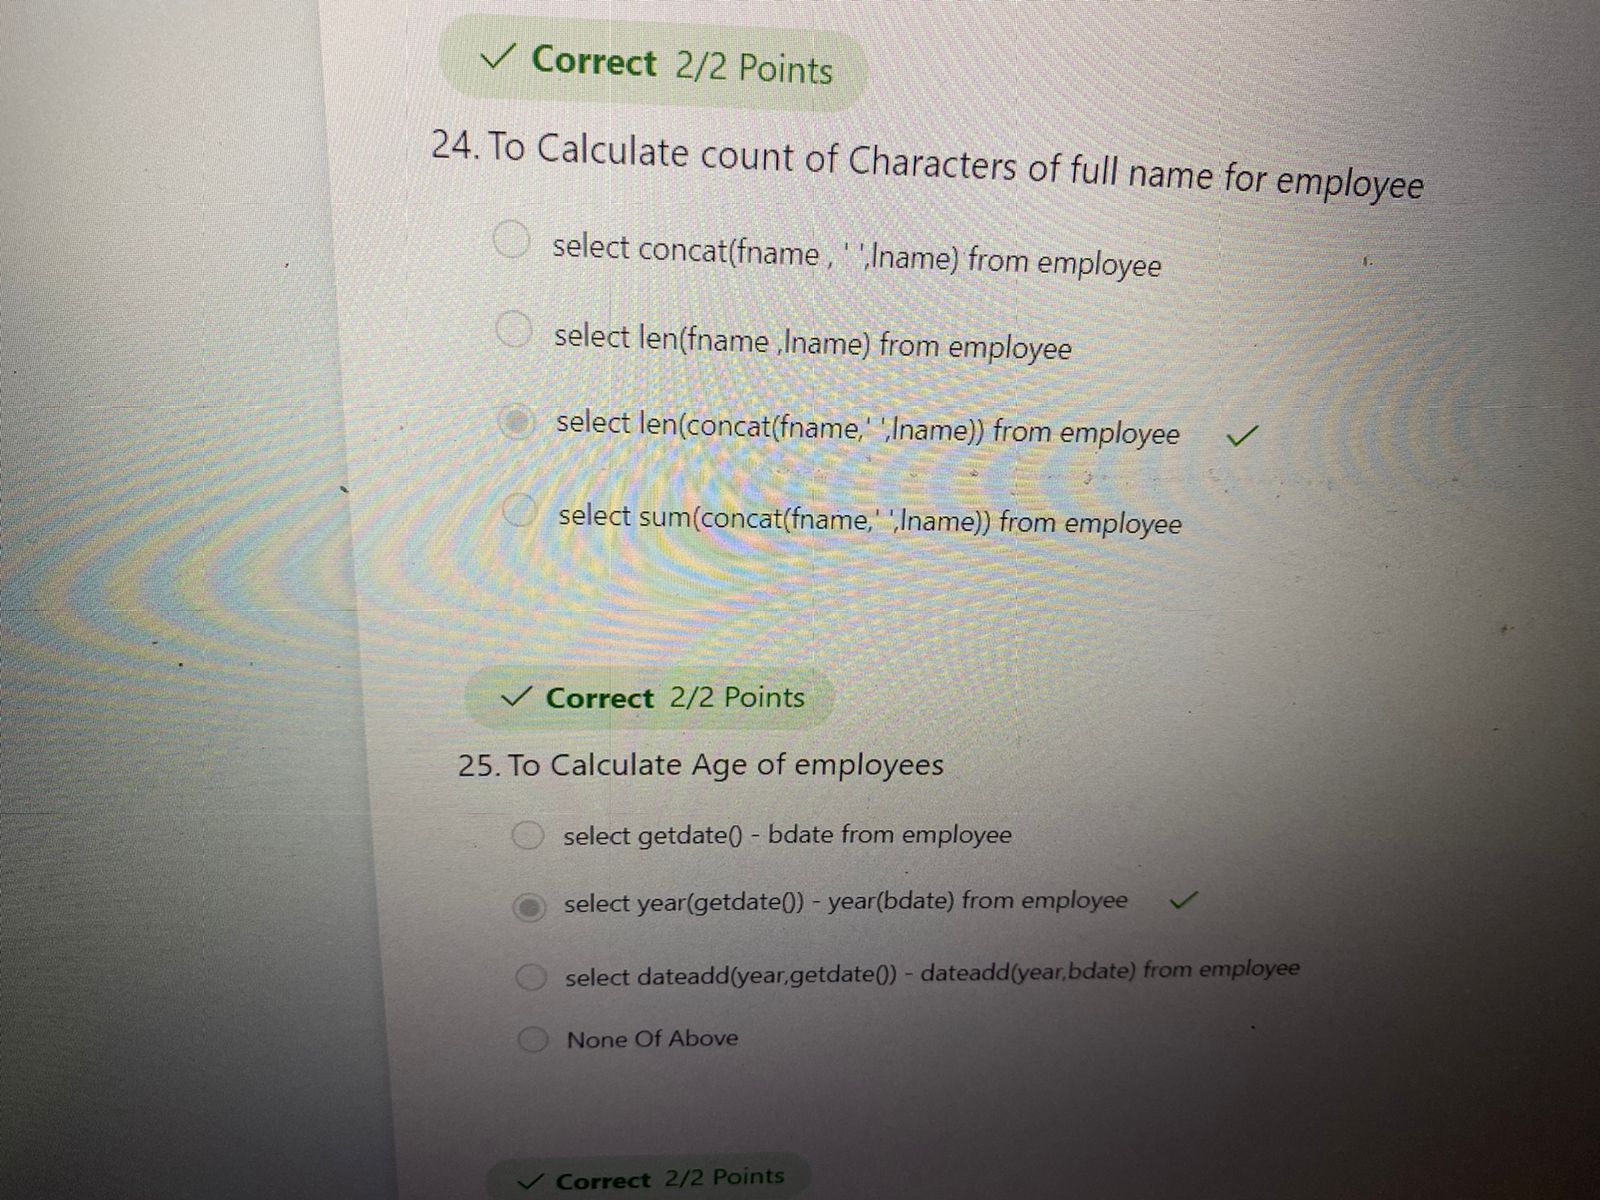 ✓ Correct 2/2 Points
24. To Calculate count of Characters of full name for employee
select concat(fname , ' ',lname) from employee
select len(fname ,lname) from employee
select len(concat(fname,' ',lname)) from employee ✓
select sum(concat(fname,' ',lname)) from employee
✓ Correct 2/2 Points
25. To Calculate Age of employees
select getdate() - bdate from employee
select year(getdate()) - year(bdate) from employee ✓
select dateadd(year,getdate()) - dateadd(year,bdate) from employee
None Of Above
✓ Correct 2/2 Points